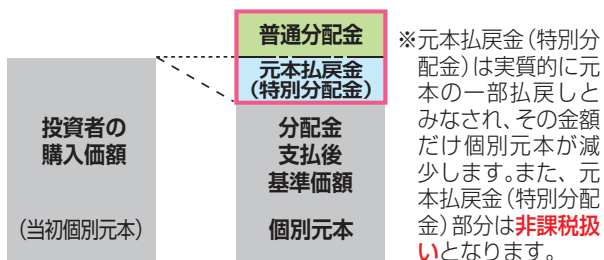 普通分配金
元本払戻金
(特別分配金)
投資者の
購入価額
(当初個別元本)
分配金
支払後
基準価額
個別元本
※元本払戻金(特別分
配金)は実質的に元
本の一部払戻しと
みなされ、その金額
だけ個別元本が減
少します。また、元
本払戻金(特別分配
金)部分は非課税扱
いとなります。